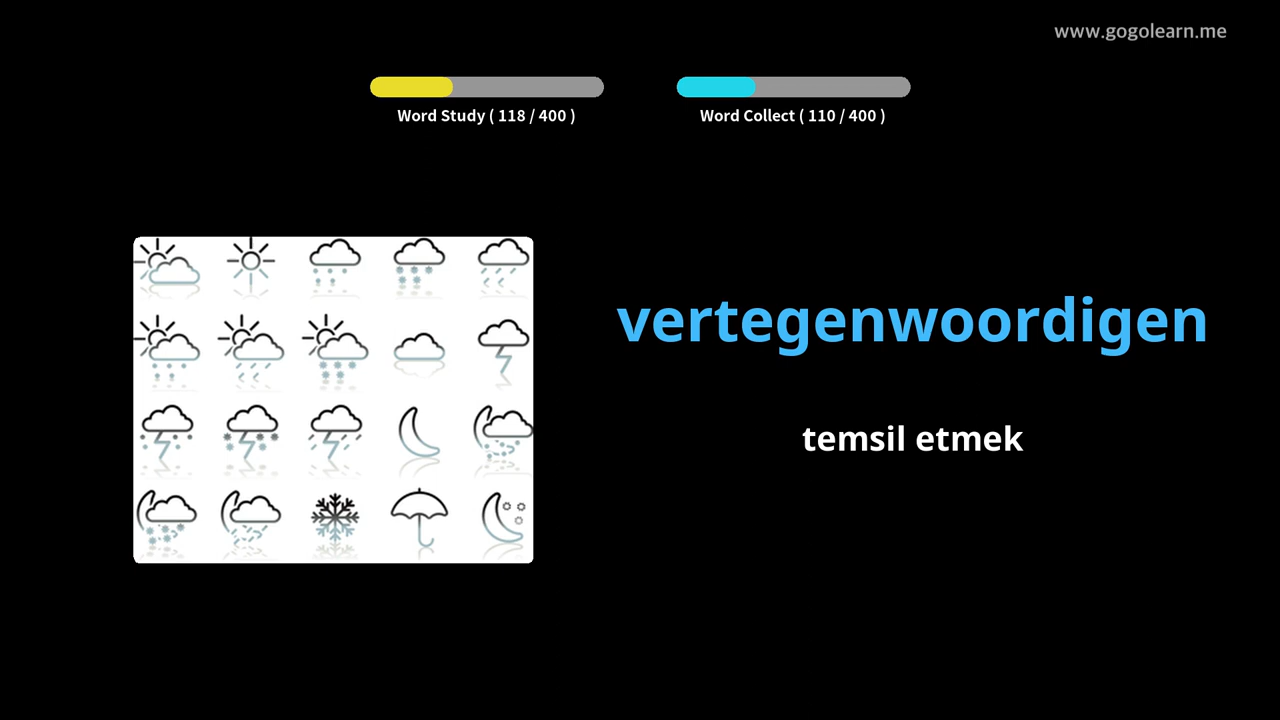 www.gogolearn.me
Word Study ( 118 / 400 )
Word Collect ( 110 / 400 )
vertegenwoordigen
temsil etmek